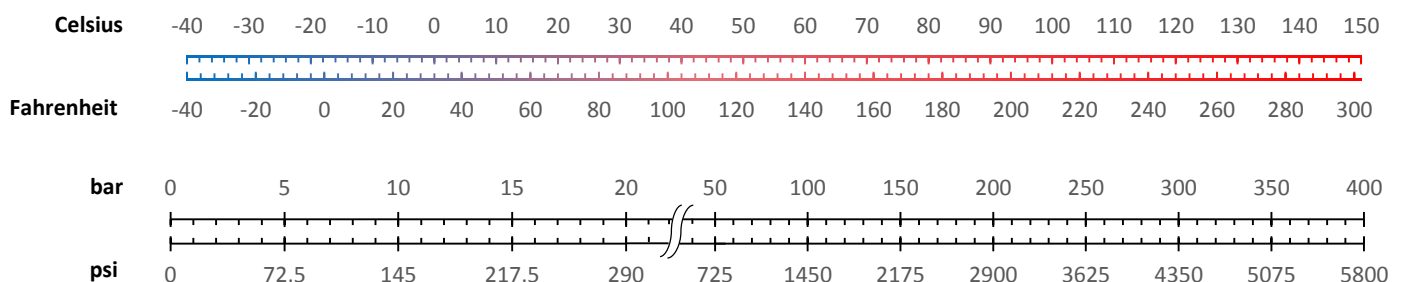 Celsius -40 -30 -20 -10 0 10 20 30 40 50 60 70 80 90 100 110 120 130 140 150
Fahrenheit -40 -20 0 20 40 60 80 100 120 140 160 180 200 220 240 260 280 300
bar 0 5 10 15 20 50 100 150 200 250 300 350 400
psi 0 72.5 145 217.5 290 725 1450 2175 2900 3625 4350 5075 5800